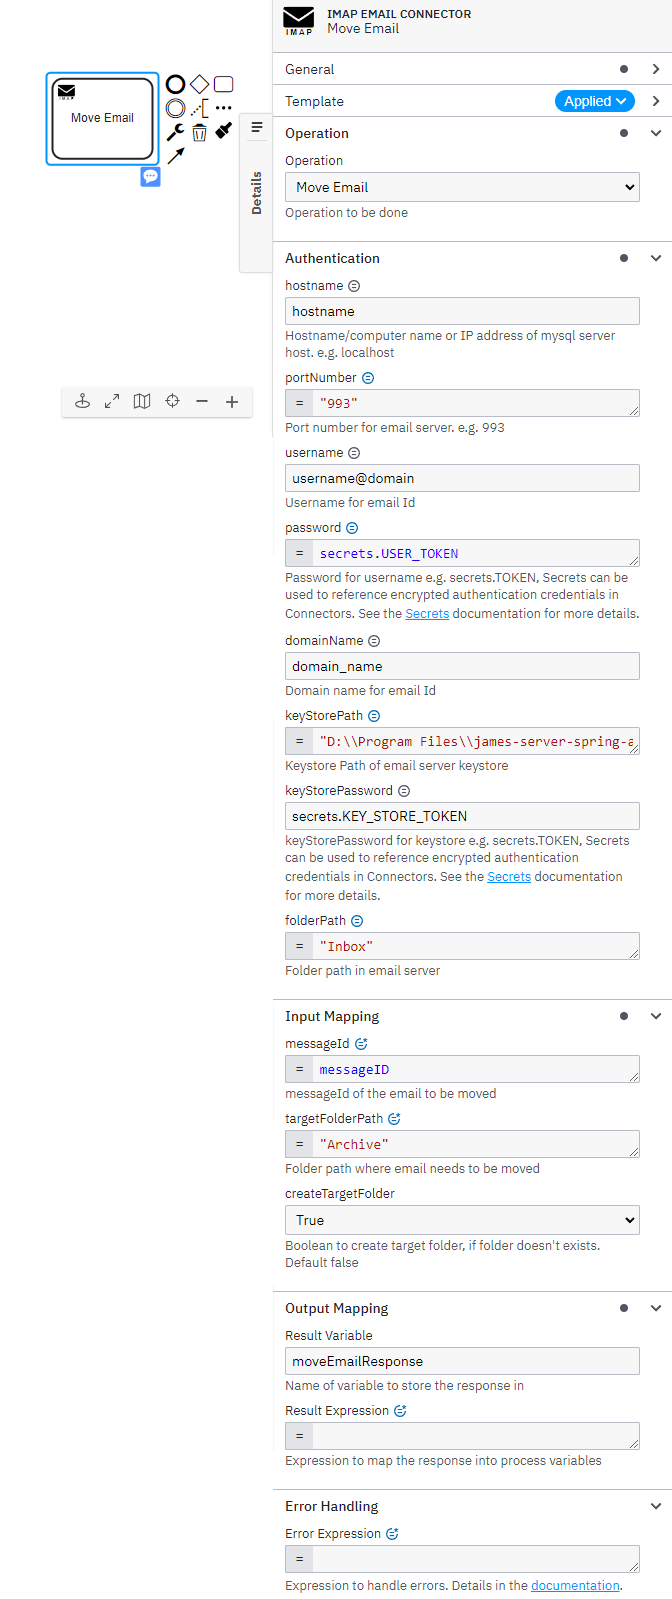 IMAP
IMAP EMAIL CONNECTOR
Move Email
IMAP
Move Email
Details
General
Template
Applied
Operation
Operation
Move Email
Operation to be done
Authentication
hostname
hostname
Hostname/computer name or IP address of mysql server
host. e.g. localhost
portNumber
= "993"
Port number for email server. e.g. 993
username
username@domain
Username for email Id
password
= secrets.USER_TOKEN
Password for username e.g. secrets.TOKEN, Secrets can be
used to reference encrypted authentication credentials in
Connectors. See the Secrets documentation for more details.
domainName
domain_name
Domain name for email Id
keyStorePath
= "D:\\Program Files\\james-server-spring-a
Keystore Path of email server keystore
keyStorePassword
secrets.KEY_STORE_TOKEN
keyStorePassword for keystore e.g. secrets.TOKEN, Secrets
can be used to reference encrypted authentication
credentials in Connectors. See the Secrets documentation
for more details.
folderPath
= "Inbox"
Folder path in email server
Input Mapping
messageId
= messageID
messageId of the email to be moved
targetFolderPath
= "Archive"
Folder path where email needs to be moved
createTargetFolder
True
Boolean to create target folder, if folder doesn't exists.
Default false
Output Mapping
Result Variable
moveEmailResponse
Name of variable to store the response in
Result Expression
=
Expression to map the response into process variables
Error Handling
Error Expression
=
Expression to handle errors. Details in the documentation.